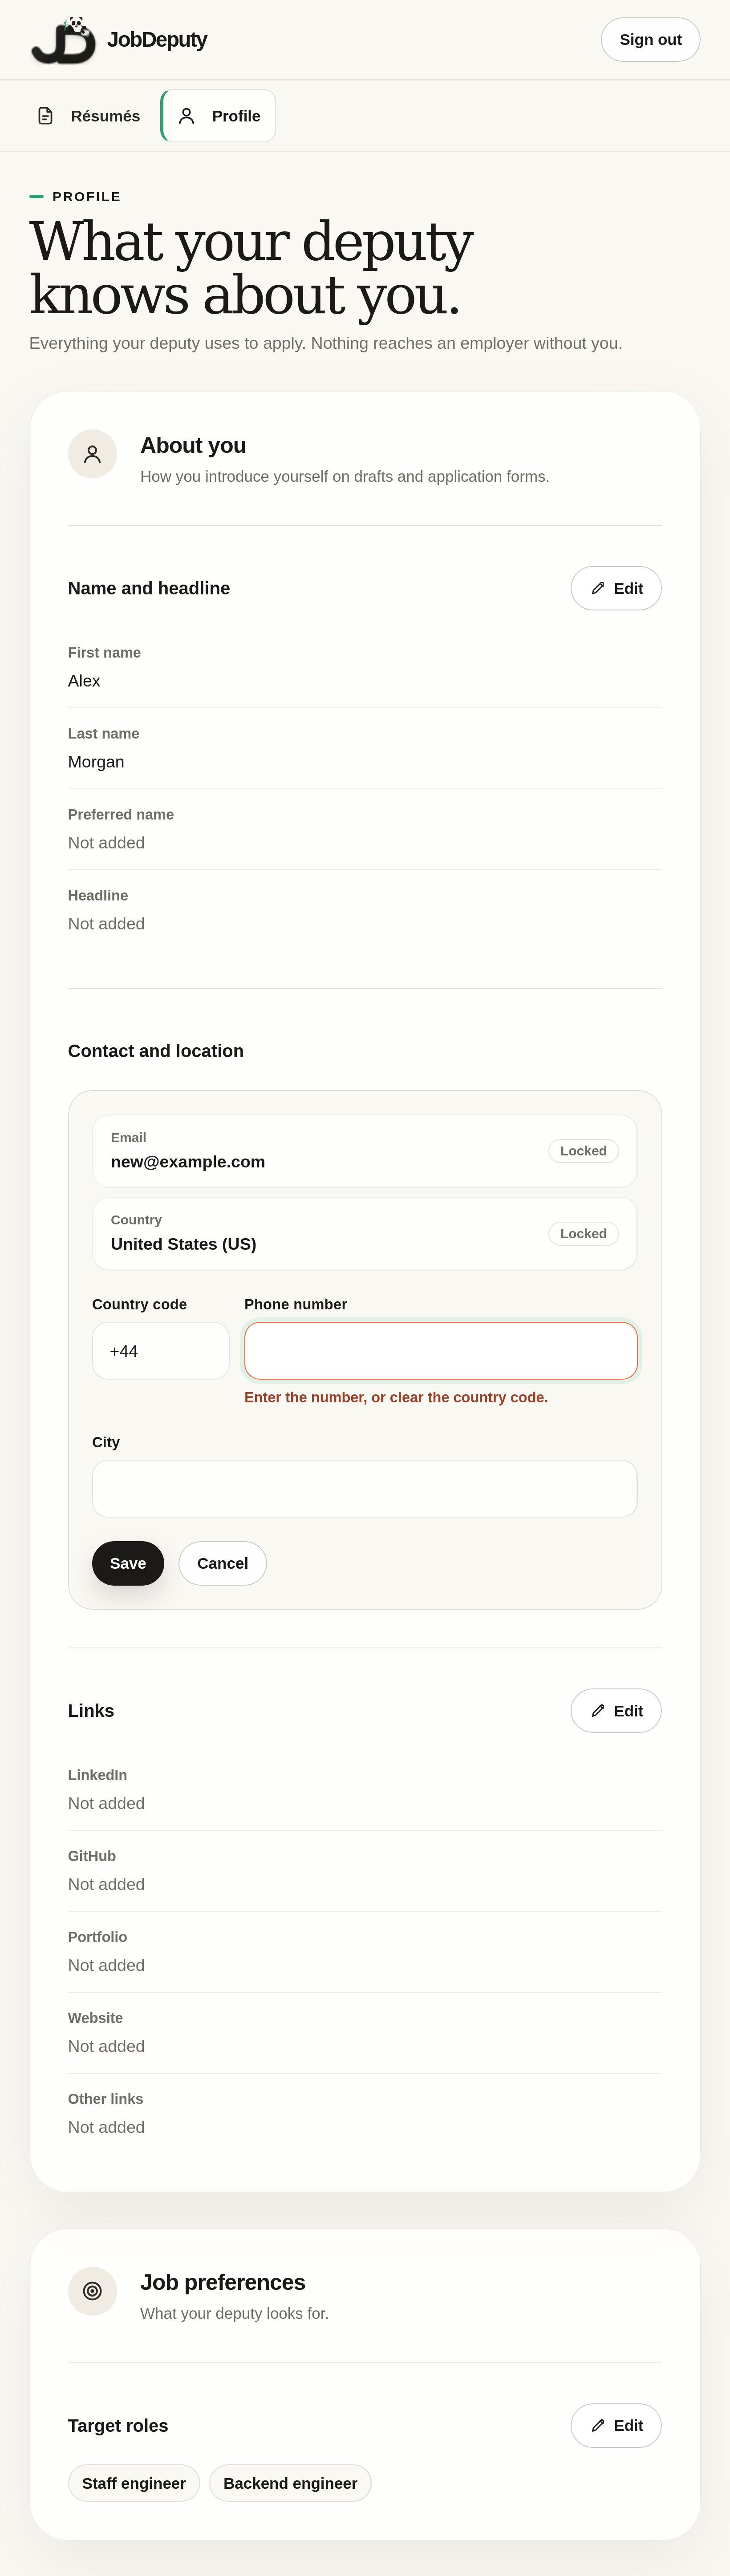 JD
JobDeputy
Sign out
Résumés
Profile
PROFILE
What your deputy
knows about you.
Everything your deputy uses to apply. Nothing reaches an employer without you.
About you
How you introduce yourself on drafts and application forms.
Name and headline
Edit
First name
Alex
Last name
Morgan
Preferred name
Not added
Headline
Not added
Contact and location
Email
new@example.com
Locked
Country
United States (US)
Locked
Country code
Phone number
+44
Enter the number, or clear the country code.
City
Save
Cancel
Links
Edit
LinkedIn
Not added
GitHub
Not added
Portfolio
Not added
Website
Not added
Other links
Not added
Job preferences
What your deputy looks for.
Target roles
Edit
Staff engineer
Backend engineer